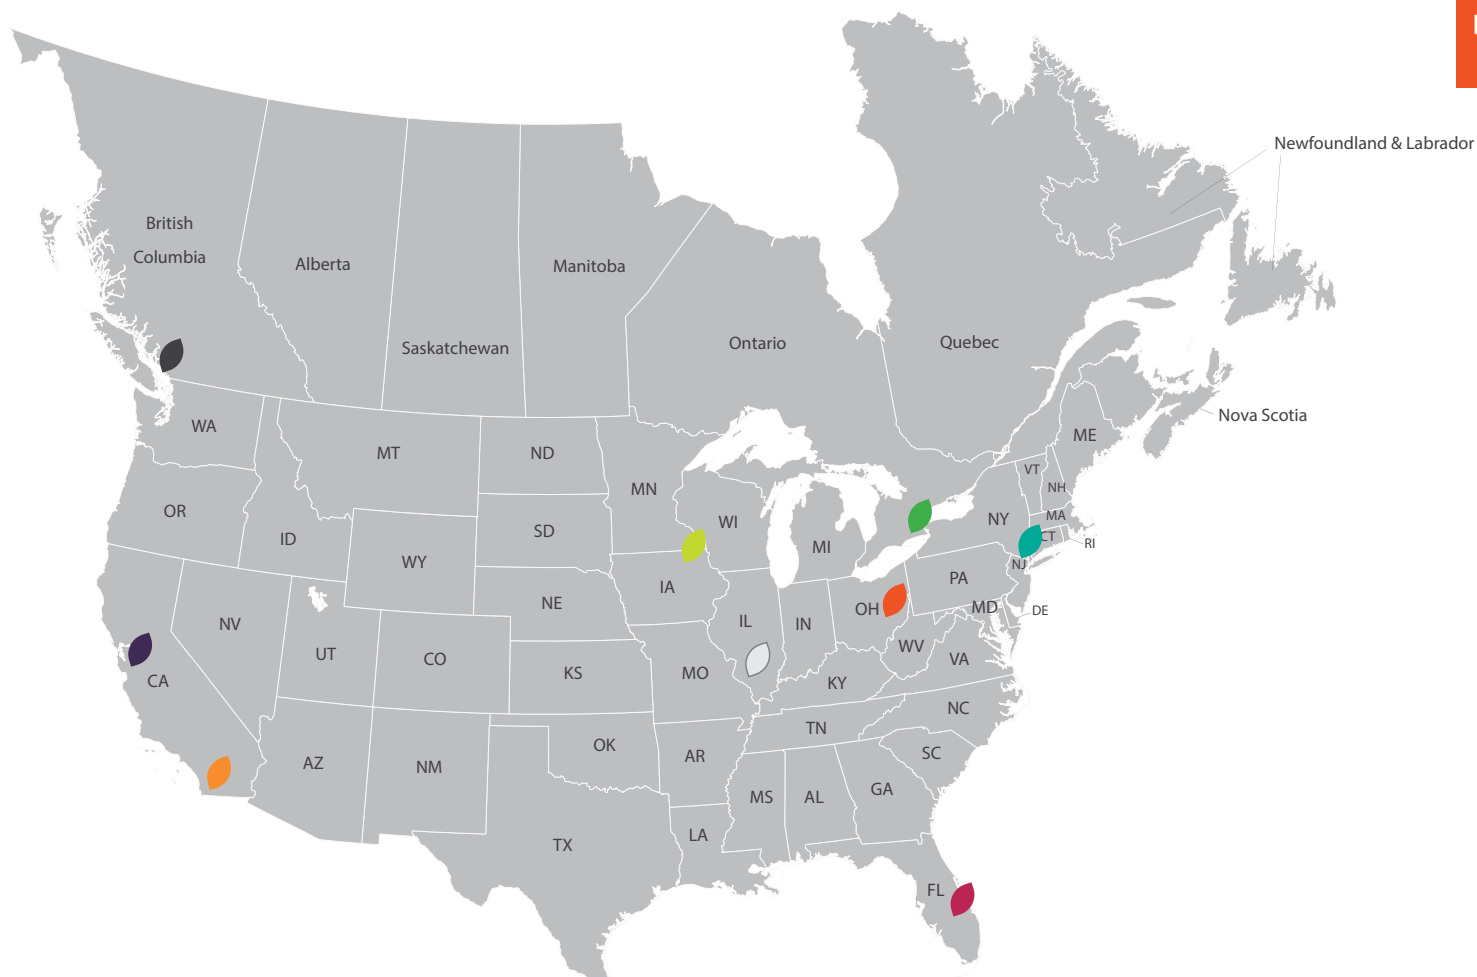 Newfoundland & Labrador
British
Columbia
Alberta
Manitoba
Saskatchewan
Ontario
Quebec
Nova Scotia
WA
MT
ND
MN
ME
VT
NH
OR
ID
SD
WI
MI
NY
MA
CT
RI
WY
IA
NE
PA
NJ
OH
MD
DE
NV
UT
CO
KS
MO
IL
IN
WV
VA
CA
KY
NC
TN
AZ
NM
OK
AR
SC
MS
AL
GA
TX
LA
FL